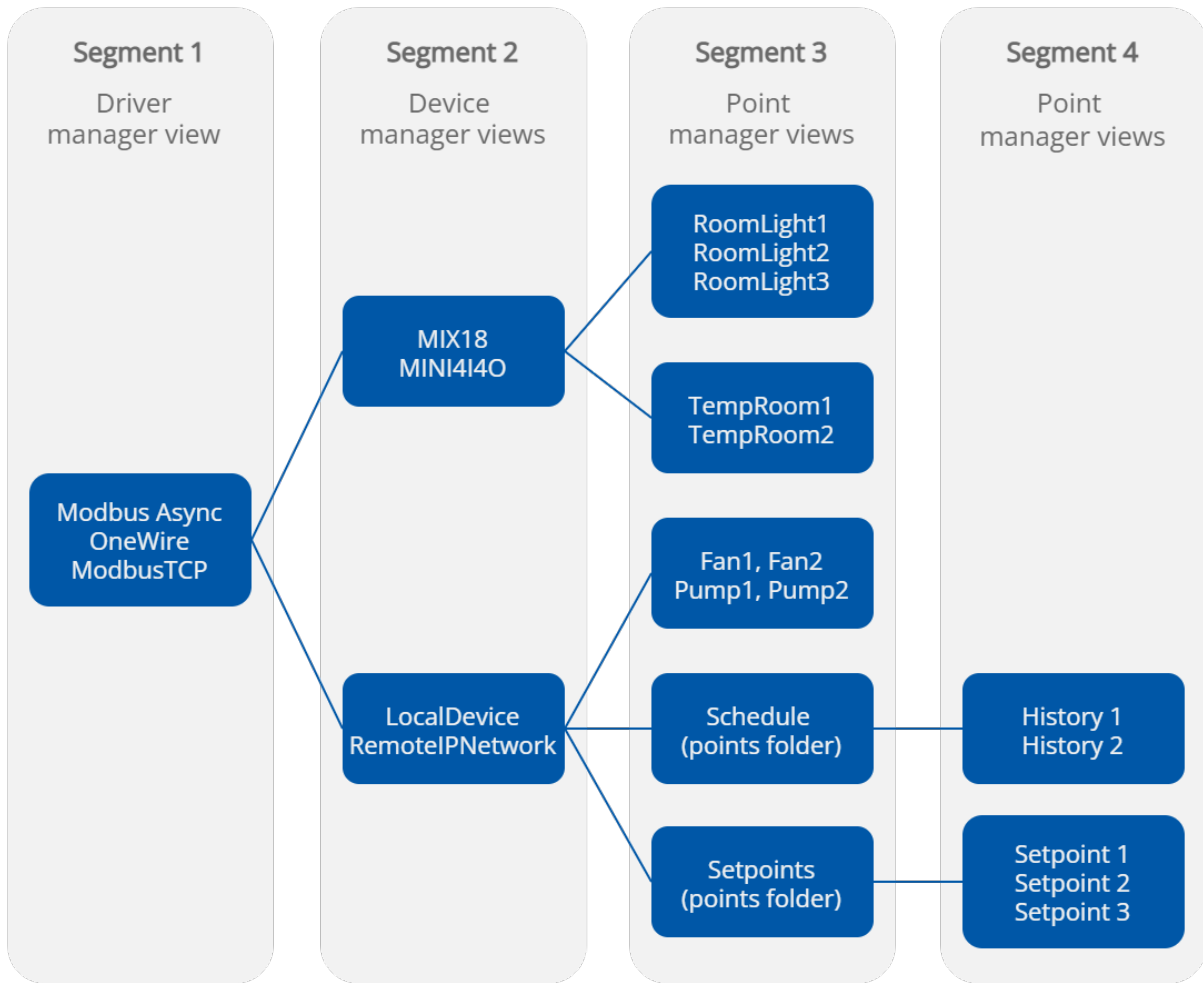 Segment 1
Driver
manager view
Modbus Async
OneWire
ModbusTCP
Segment 2
Device
manager views
MIX18
MINI4I4O
LocalDevice
RemoteIPNetwork
Segment 3
Point
manager views
RoomLight1
RoomLight2
RoomLight3
TempRoom1
TempRoom2
Fan1, Fan2
Pump1, Pump2
Schedule
(points folder)
Setpoints
(points folder)
Segment 4
Point
manager views
History 1
History 2
Setpoint 1
Setpoint 2
Setpoint 3